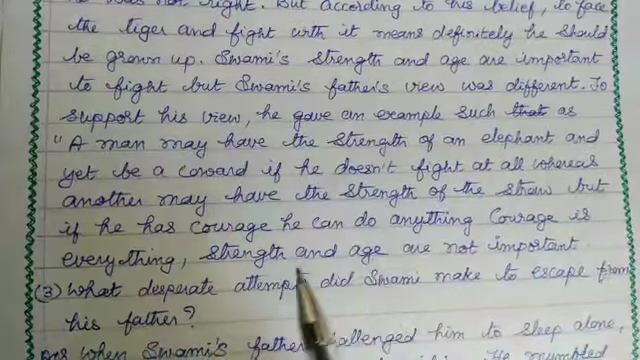 he was not right. But according to his belief, to face
the tiger and fight with it means definitely he should
be grown up. Swami's strength and age are important
to fight but Swami's father's view was different. To
support his view, he gave an example such that as
"A man may have the strength of an elephant and
yet be a coward if he doesn't fight at all whereas
another may have the strength of the straw but
if he has courage he can do anything Courage is
everything, strength and age are not important
(3) What desperate attempt did Swami make to escape from
his father?
Ans When Swami's father challenged him to sleep alone,
He mumbled